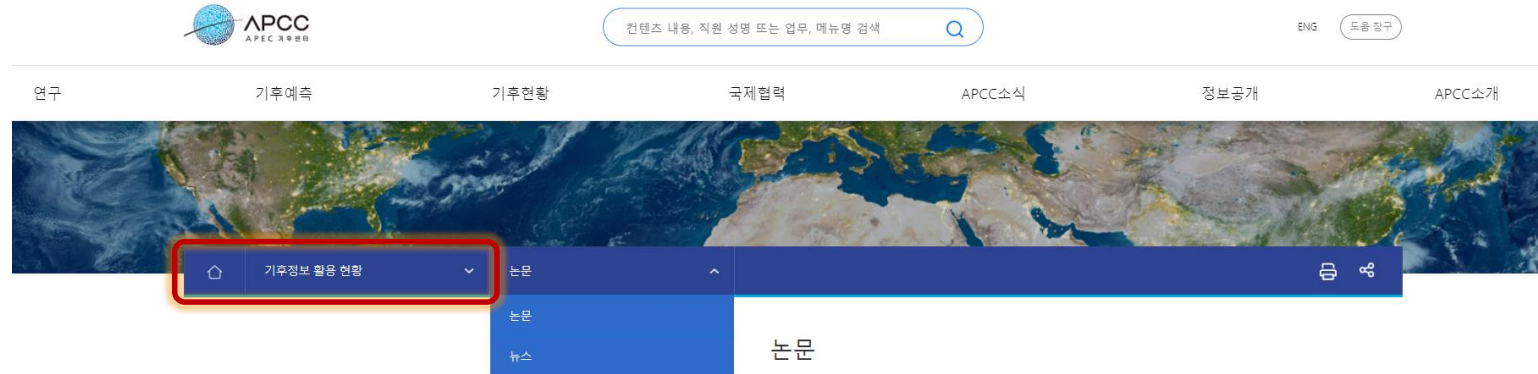 APCC
APEC 기후센터
컨텐츠 내용, 직원 성명 또는 업무, 메뉴명 검색
ENG
도움 창구
연구
기후예측
기후현황
국제협력
APCC소식
정보공개
APCC소개
기후정보 활용 현황
논문
논문
뉴스
논문